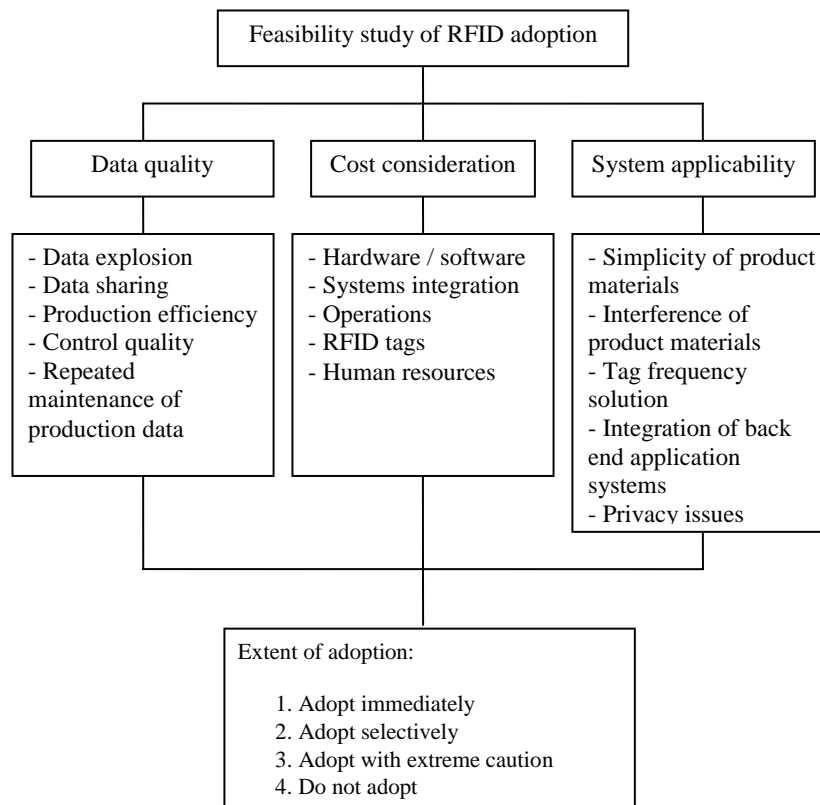 Feasibility study of RFID adoption
Data quality
Cost consideration
System applicability
- Data explosion
- Data sharing
- Production efficiency
- Control quality
- Repeated
maintenance of
production data
- Hardware / software
- Systems integration
- Operations
- RFID tags
- Human resources
- Simplicity of product
materials
- Interference of
product materials
- Tag frequency
solution
- Integration of back
end application
systems
- Privacy issues
Extent of adoption:
1. Adopt immediately
2. Adopt selectively
3. Adopt with extreme caution
4. Do not adopt